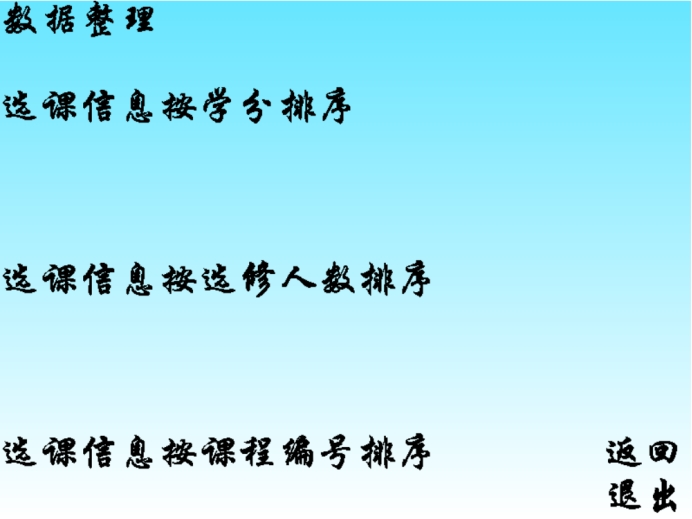 数据整理
选课信息按学分排序
选课信息按选修人数排序
选课信息按课程编号排序
返回
退出